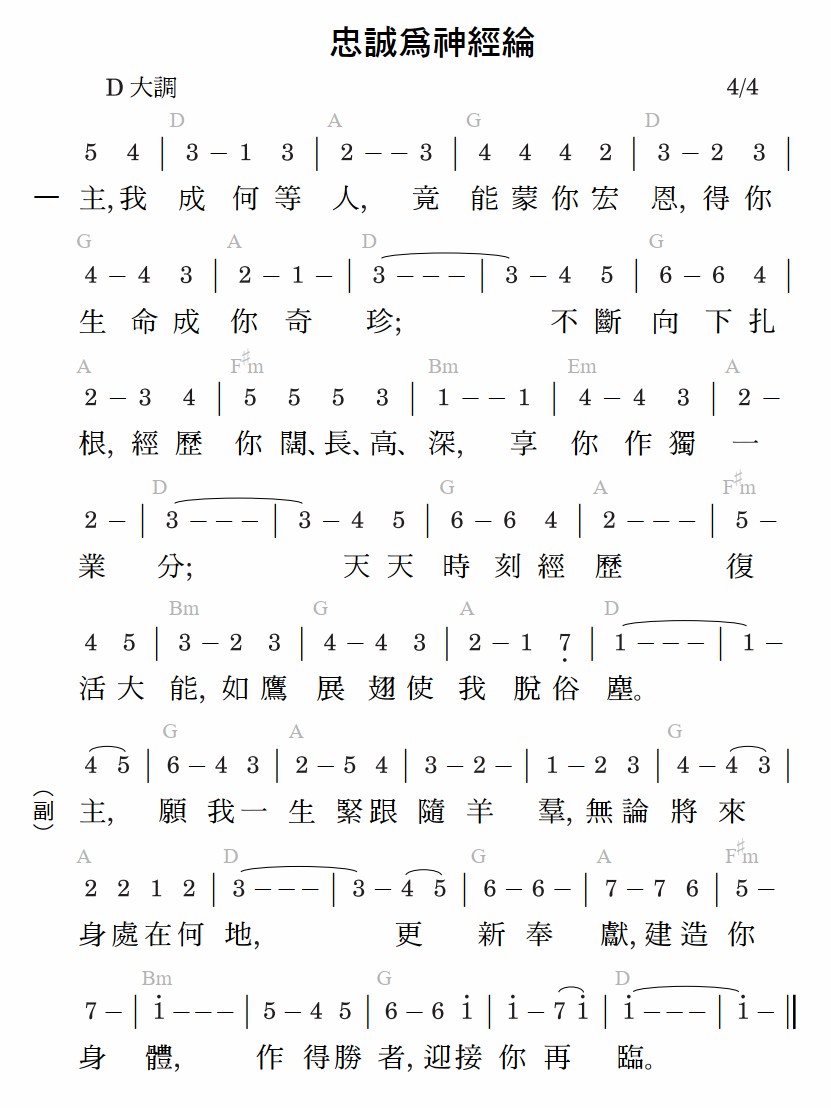 忠誠爲神經綸
D 大調 4/4
D A G D
5 4 | 3 – 1 3 | 2 – – 3 | 4 4 4 2 | 3 – 2 3 |
一 主,我 成 何 等 人, 竟 能 蒙 你 宏 恩, 得 你
G A D G
4 – 4 3 | 2 – 1 – | 3 – – – | 3 – 4 5 | 6 – 6 4 |
生 命 成 你 奇 珍; 不 斷 向 下 扎
A F♯m Bm Em A
2 – 3 4 | 5 5 5 3 | 1 – – 1 | 4 – 4 3 | 2 –
根, 經 歷 你 闊、長、高、深, 享 你 作 獨 一
D G A F♯m
2 – | 3 – – – | 3 – 4 5 | 6 – 6 4 | 2 – – – | 5 –
業 分; 天 天 時 刻 經 歷 復
Bm G A D
4 5 | 3 – 2 3 | 4 – 4 3 | 2 – 1 7̣ | 1 – – – | 1 –
活 大 能, 如 鷹 展 翅 使 我 脫 俗 塵。
G A G
4 5 | 6 – 4 3 | 2 – 5 4 | 3 – 2 – | 1 – 2 3 | 4 – 4 3 |
(副) 主, 願 我 一 生 緊 跟 隨 羊 羣, 無 論 將 來
A D G A F♯m
2 2 1 2 | 3 – – – | 3 – 4 5 | 6 – 6 – | 7 – 7 6 | 5 –
身 處 在 何 地, 更 新 奉 獻, 建 造 你
Bm G D
7 – | 1̇ – – – | 5 – 4 5 | 6 – 6 1̇ | 1̇ – 7 1̇ | 1̇ – – – | 1̇ – ‖
身 體, 作 得 勝 者, 迎 接 你 再 臨。